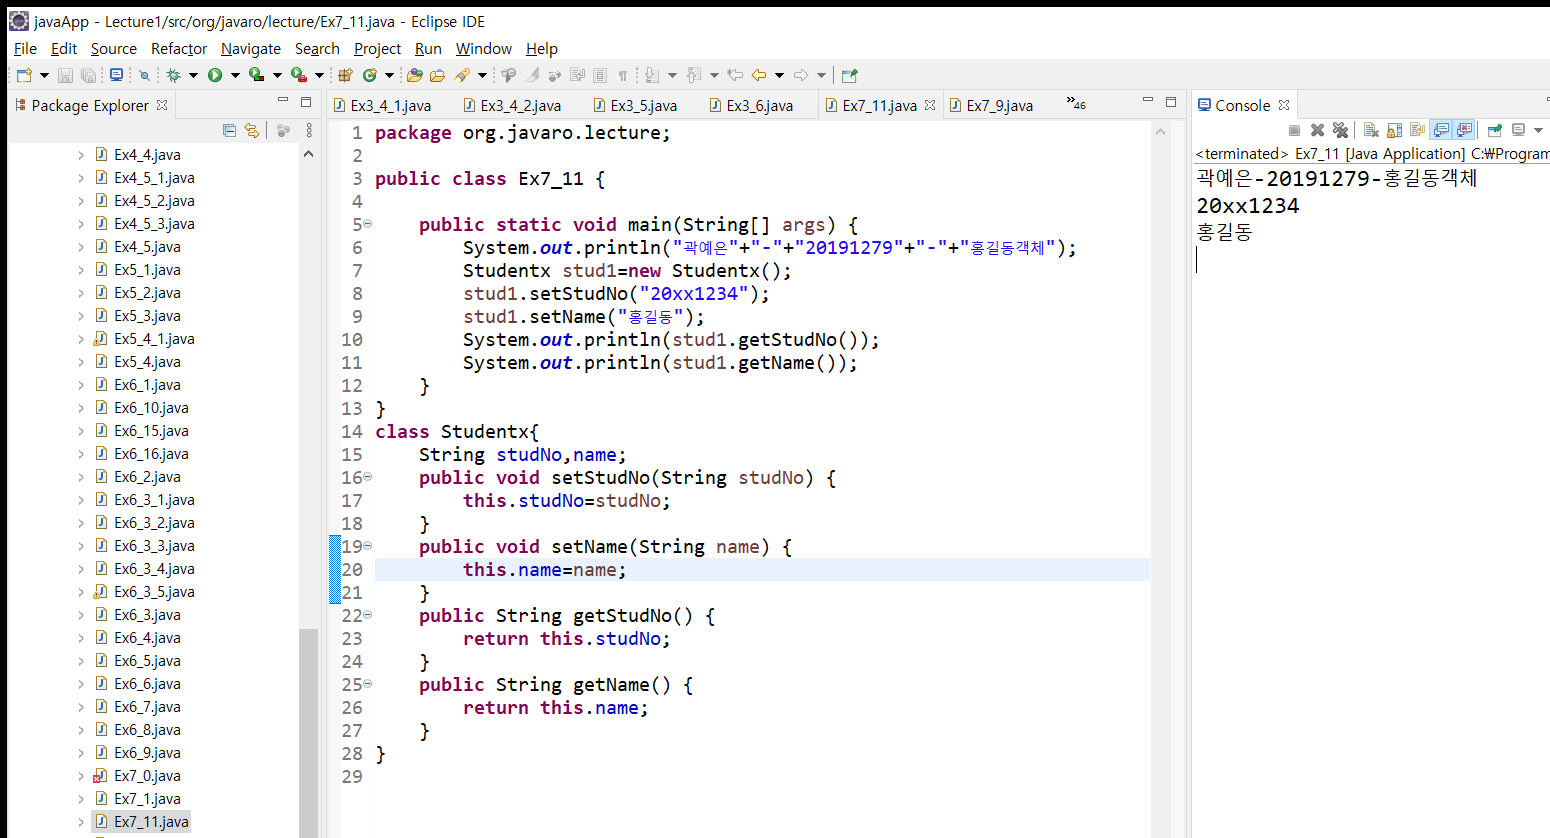 javaApp - Lecture1/src/org/javaro/lecture/Ex7_11.java - Eclipse IDE
File Edit Source Refactor Navigate Search Project Run Window Help
Package Explorer
Ex4_4.java
Ex4_5_1.java
Ex4_5_2.java
Ex4_5_3.java
Ex4_5.java
Ex5_1.java
Ex5_2.java
Ex5_3.java
Ex5_4_1.java
Ex5_4.java
Ex6_1.java
Ex6_10.java
Ex6_15.java
Ex6_16.java
Ex6_2.java
Ex6_3_1.java
Ex6_3_2.java
Ex6_3_3.java
Ex6_3_4.java
Ex6_3_5.java
Ex6_3.java
Ex6_4.java
Ex6_5.java
Ex6_6.java
Ex6_7.java
Ex6_8.java
Ex6_9.java
Ex7_0.java
Ex7_1.java
Ex7_11.java
Ex3_4_1.java Ex3_4_2.java Ex3_5.java Ex3_6.java Ex7_11.java Ex7_9.java »46
1 package org.javaro.lecture;
2
3 public class Ex7_11 {
4
5 public static void main(String[] args) {
6 System.out.println("곽예은"+"-"+"20191279"+"-"+"홍길동객체");
7 Studentx stud1=new Studentx();
8 stud1.setStudNo("20xx1234");
9 stud1.setName("홍길동");
10 System.out.println(stud1.getStudNo());
11 System.out.println(stud1.getName());
12 }
13 }
14 class Studentx{
15 String studNo,name;
16 public void setStudNo(String studNo) {
17 this.studNo=studNo;
18 }
19 public void setName(String name) {
20 this.name=name;
21 }
22 public String getStudNo() {
23 return this.studNo;
24 }
25 public String getName() {
26 return this.name;
27 }
28 }
29
Console
<terminated> Ex7_11 [Java Application] C:₩Program
곽예은-20191279-홍길동객체
20xx1234
홍길동